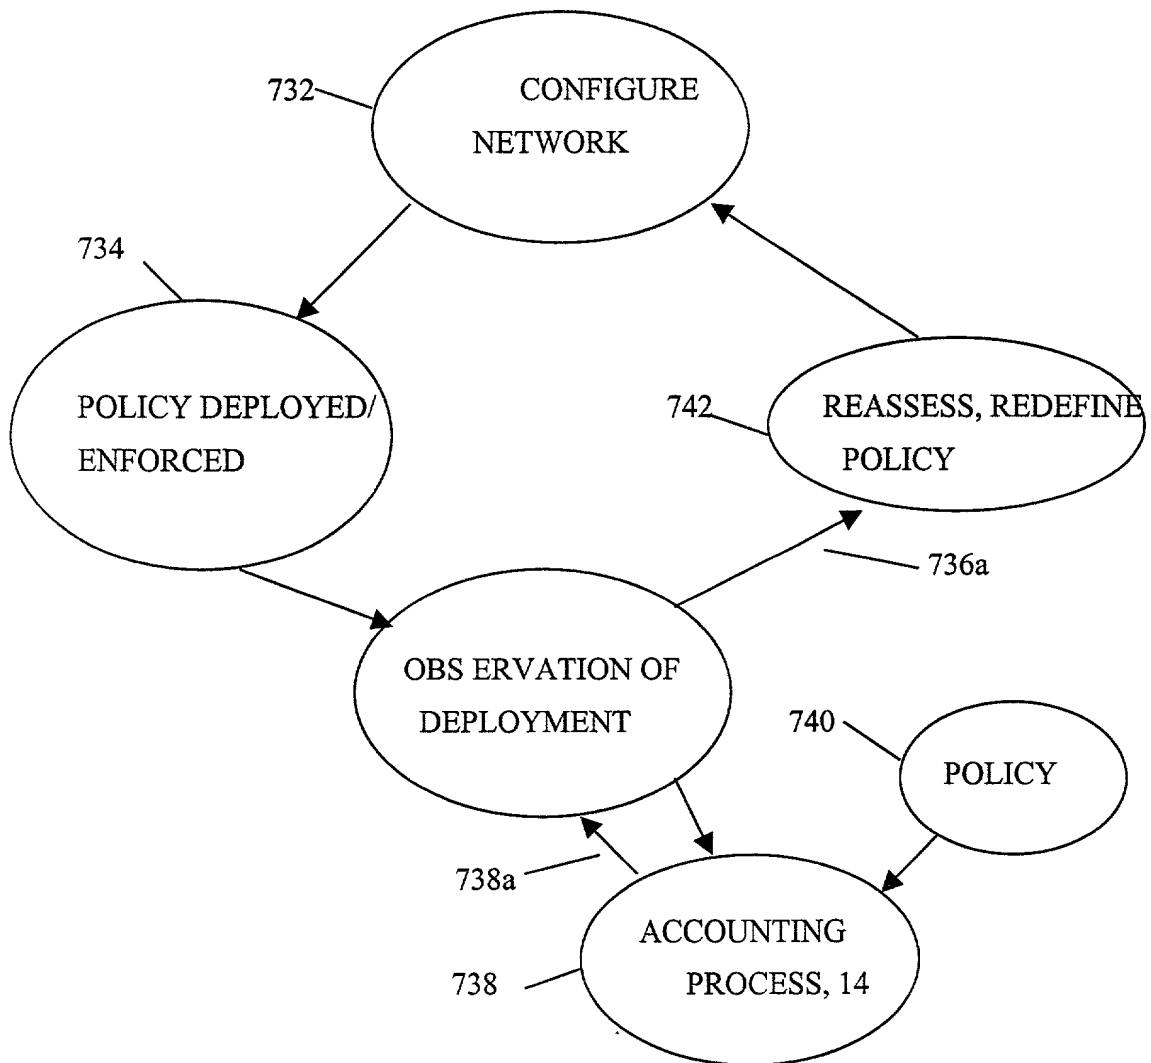 732
CONFIGURE
NETWORK
734
POLICY DEPLOYED/
ENFORCED
742
REASSESS, REDEFINE
POLICY
736a
OBS ERVATION OF
DEPLOYMENT
740
POLICY
738a
ACCOUNTING
PROCESS, 14
738